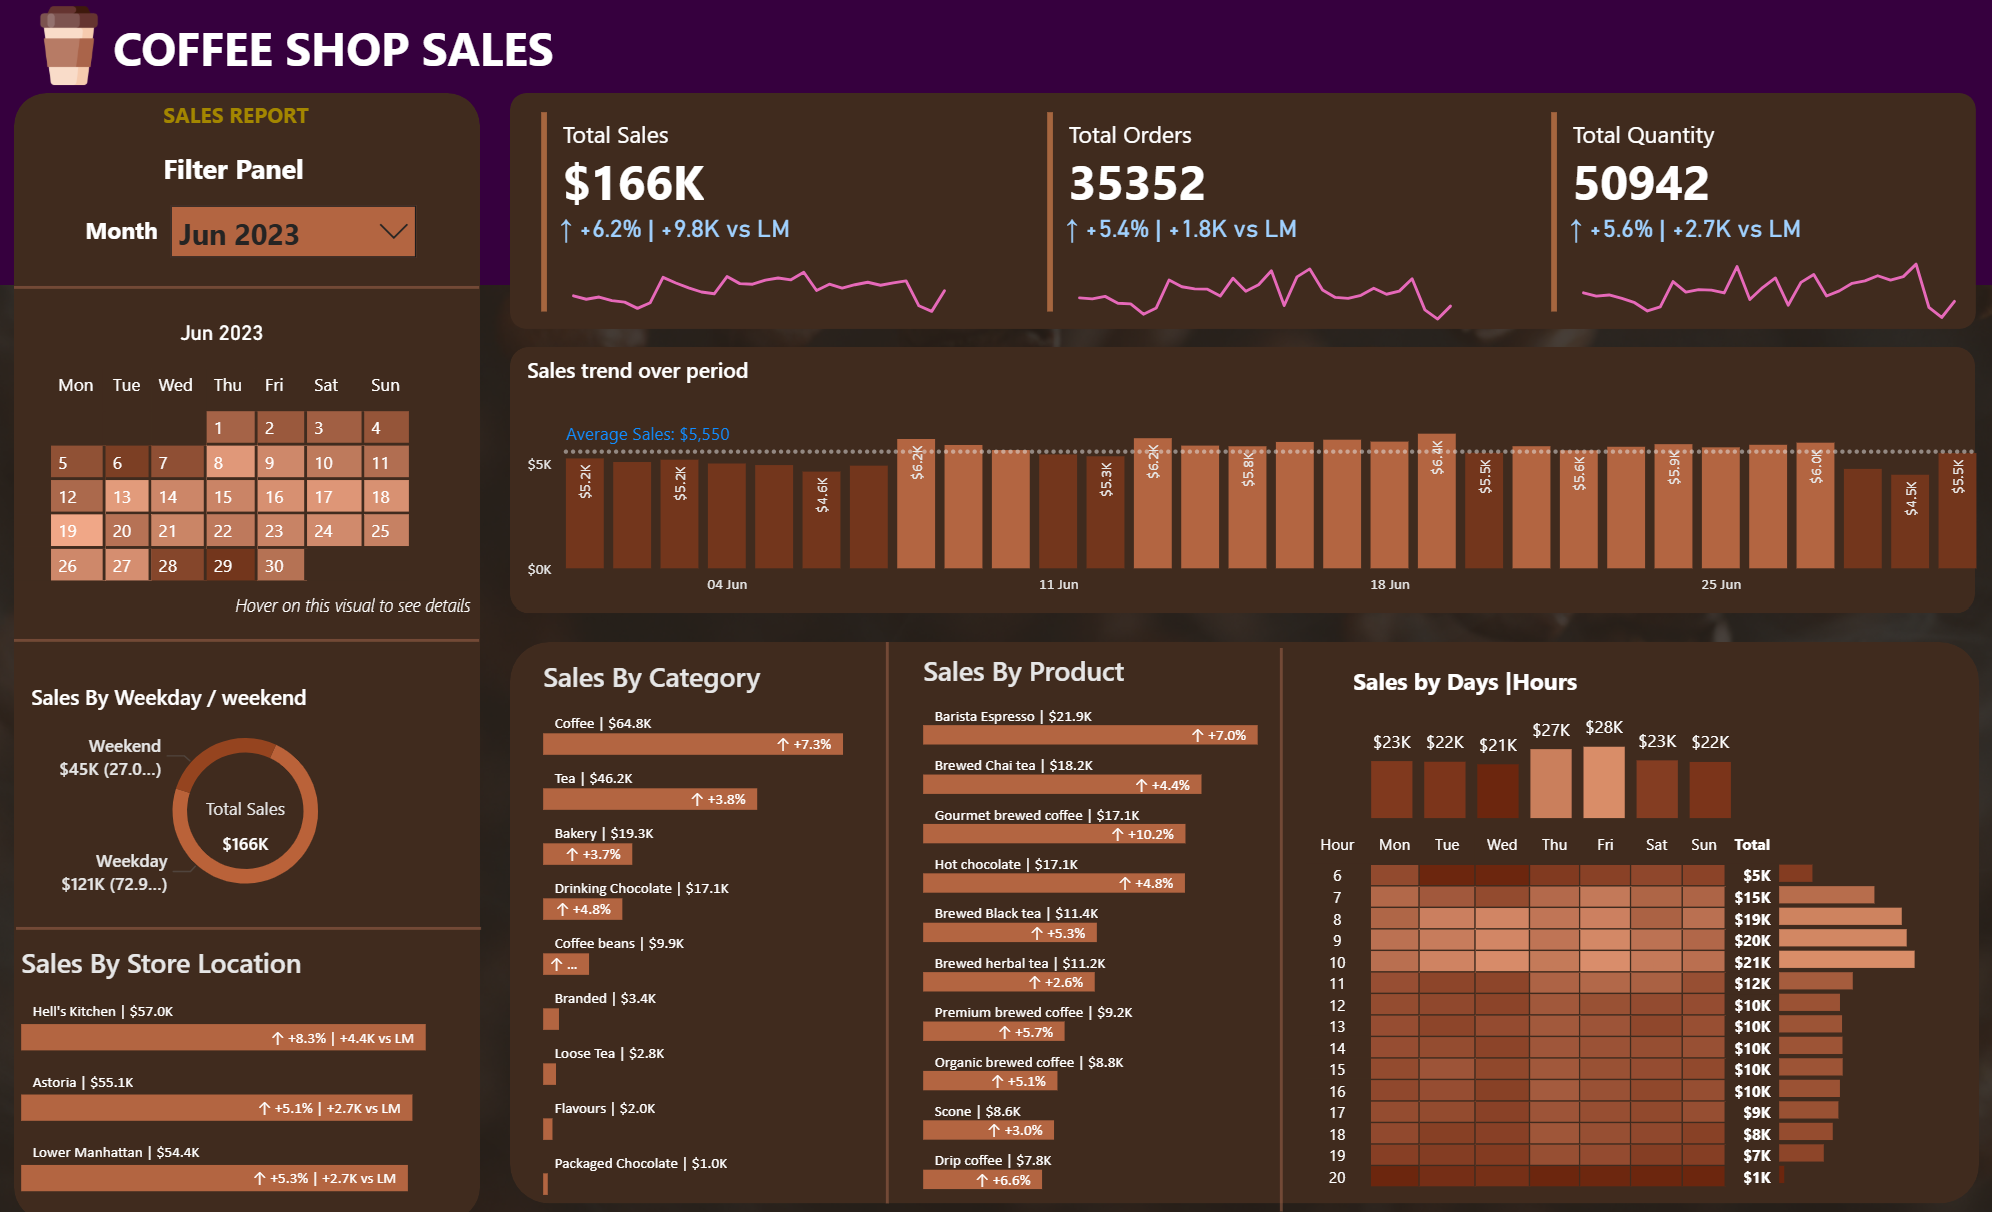 COFFEE SHOP SALES
SALES REPORT
Filter Panel
Month
Jun 2023
Jun 2023
Mon Tue Wed Thu Fri Sat Sun
1 2 3 4
5 6 7 8 9 10 11
12 13 14 15 16 17 18
19 20 21 22 23 24 25
26 27 28 29 30
Hover on this visual to see details
Sales By Weekday / weekend
Weekend
$45K (27.0...)
Total Sales
$166K
Weekday
$121K (72.9...)
Sales By Store Location
Hell's Kitchen | $57.0K
↑ +8.3% | +4.4K vs LM
Astoria | $55.1K
↑ +5.1% | +2.7K vs LM
Lower Manhattan | $54.4K
↑ +5.3% | +2.7K vs LM
Total Sales
$166K
↑ +6.2% | +9.8K vs LM
Total Orders
35352
↑ +5.4% | +1.8K vs LM
Total Quantity
50942
↑ +5.6% | +2.7K vs LM
Sales trend over period
Average Sales: $5,550
$5K
$0K
$5.2K $5.2K $4.6K $6.2K $5.3K $6.2K $5.8K $6.4K $5.5K $5.6K $5.9K $6.0K $4.5K $5.5K
04 Jun 11 Jun 18 Jun 25 Jun
Sales By Category
Coffee | $64.8K
↑ +7.3%
Tea | $46.2K
↑ +3.8%
Bakery | $19.3K
↑ +3.7%
Drinking Chocolate | $17.1K
↑ +4.8%
Coffee beans | $9.9K
↑ ...
Branded | $3.4K
Loose Tea | $2.8K
Flavours | $2.0K
Packaged Chocolate | $1.0K
Sales By Product
Barista Espresso | $21.9K
↑ +7.0%
Brewed Chai tea | $18.2K
↑ +4.4%
Gourmet brewed coffee | $17.1K
↑ +10.2%
Hot chocolate | $17.1K
↑ +4.8%
Brewed Black tea | $11.4K
↑ +5.3%
Brewed herbal tea | $11.2K
↑ +2.6%
Premium brewed coffee | $9.2K
↑ +5.7%
Organic brewed coffee | $8.8K
↑ +5.1%
Scone | $8.6K
↑ +3.0%
Drip coffee | $7.8K
↑ +6.6%
Sales by Days |Hours
$23K $22K $21K $27K $28K $23K $22K
Hour Mon Tue Wed Thu Fri Sat Sun Total
6 $5K
7 $15K
8 $19K
9 $20K
10 $21K
11 $12K
12 $10K
13 $10K
14 $10K
15 $10K
16 $10K
17 $9K
18 $8K
19 $7K
20 $1K